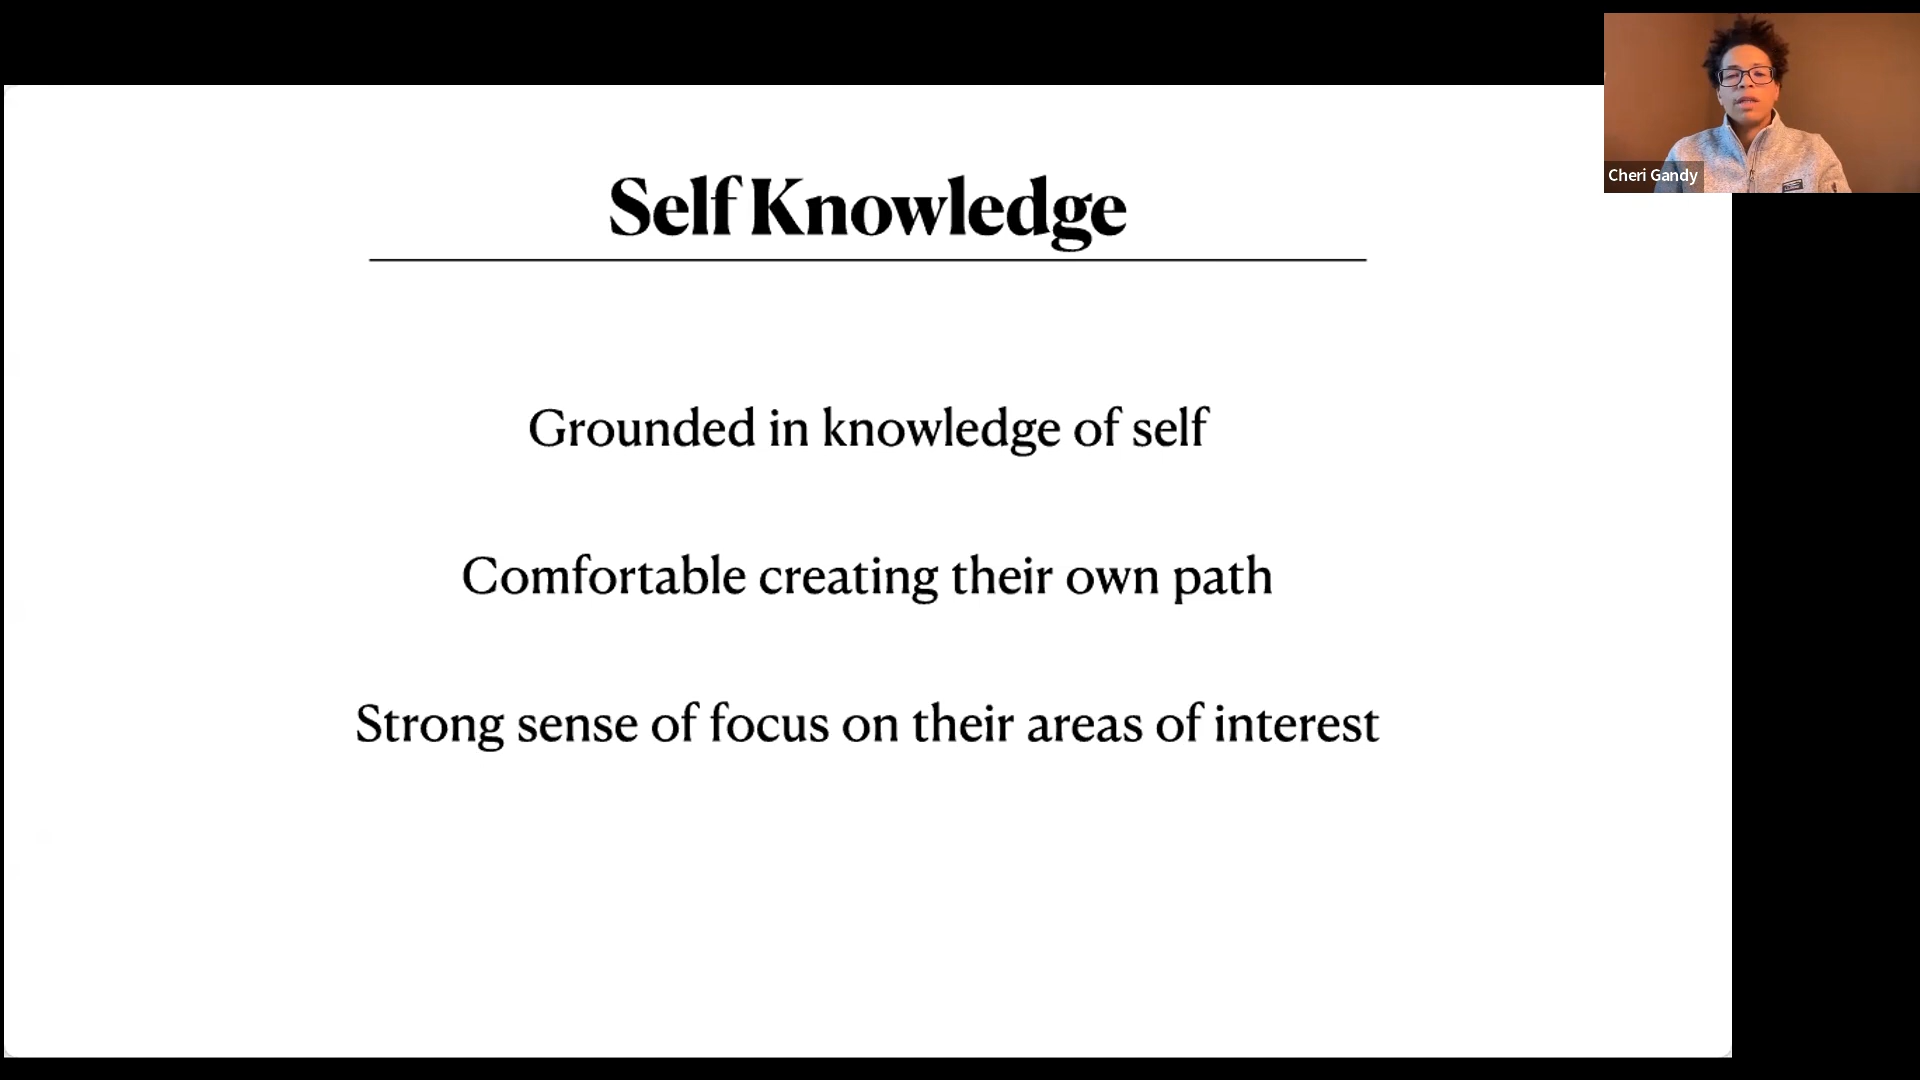 Self Knowledge
Grounded in knowledge of self
Comfortable creating their own path
Strong sense of focus on their areas of interest
Cheri Gandy